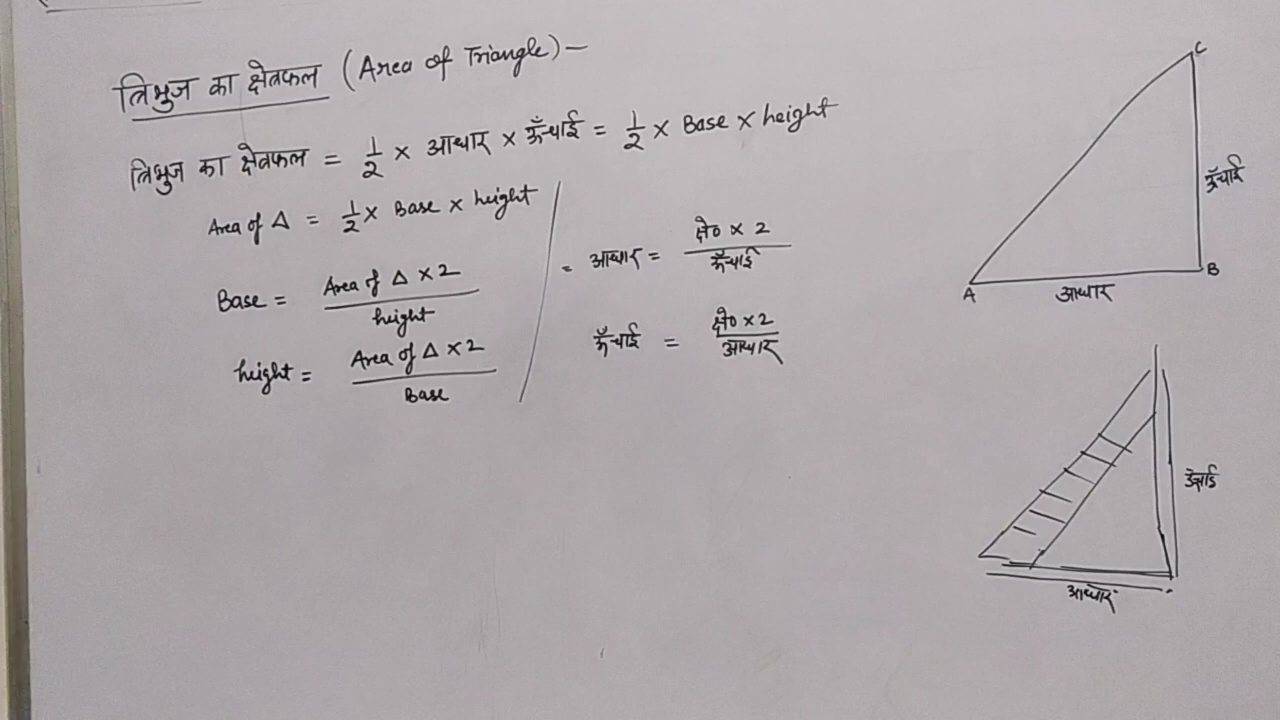 त्रिभुज का क्षेत्रफल (Area of Triangle) —
त्रिभुज का क्षेत्रफल = 1/2 × आधार × ऊँचाई = 1/2 × Base × height
Area of Δ = 1/2 × Base × height
Base = Area of Δ × 2 / height
height = Area of Δ × 2 / Base
= आधार = क्षे० × 2 / ऊँचाई
ऊँचाई = क्षे० × 2 / आधार
C
ऊँचाई
A
B
आधार
ऊँचाई
आधार